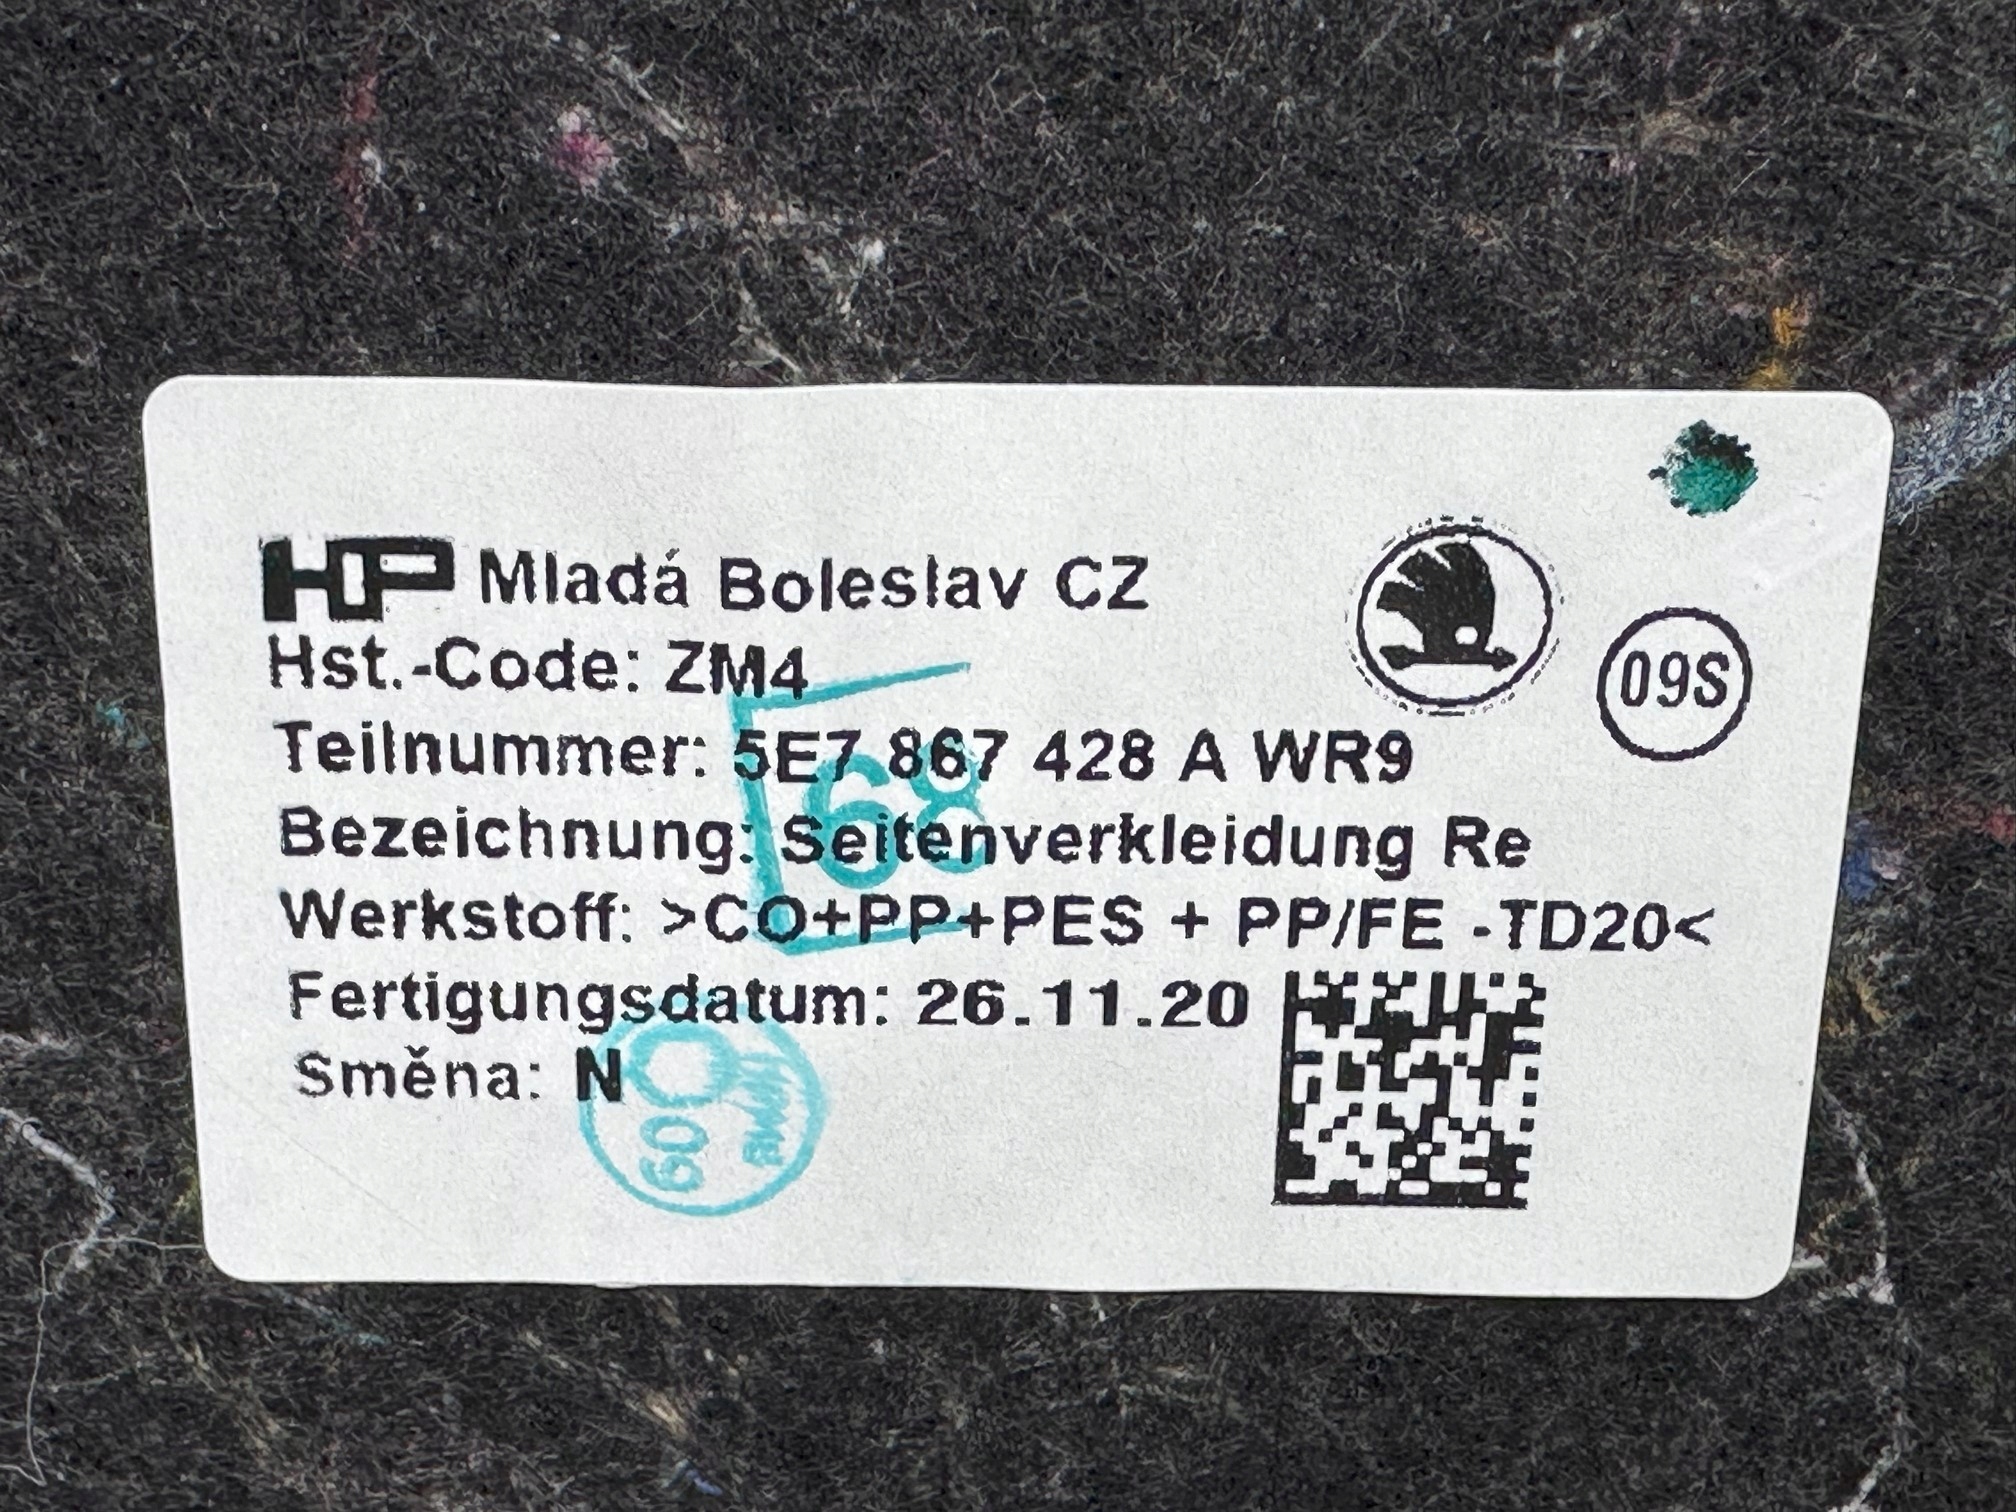 HP Mladá Boleslav CZ
Hst.-Code: ZM4
09S
Teilnummer: 5E7 867 428 A WR9
68
Bezeichnung: Seitenverkleidung Re
Werkstoff: >CO+PP+PES + PP/FE -TD20<
Fertigungsdatum: 26.11.20
Směna: N
60